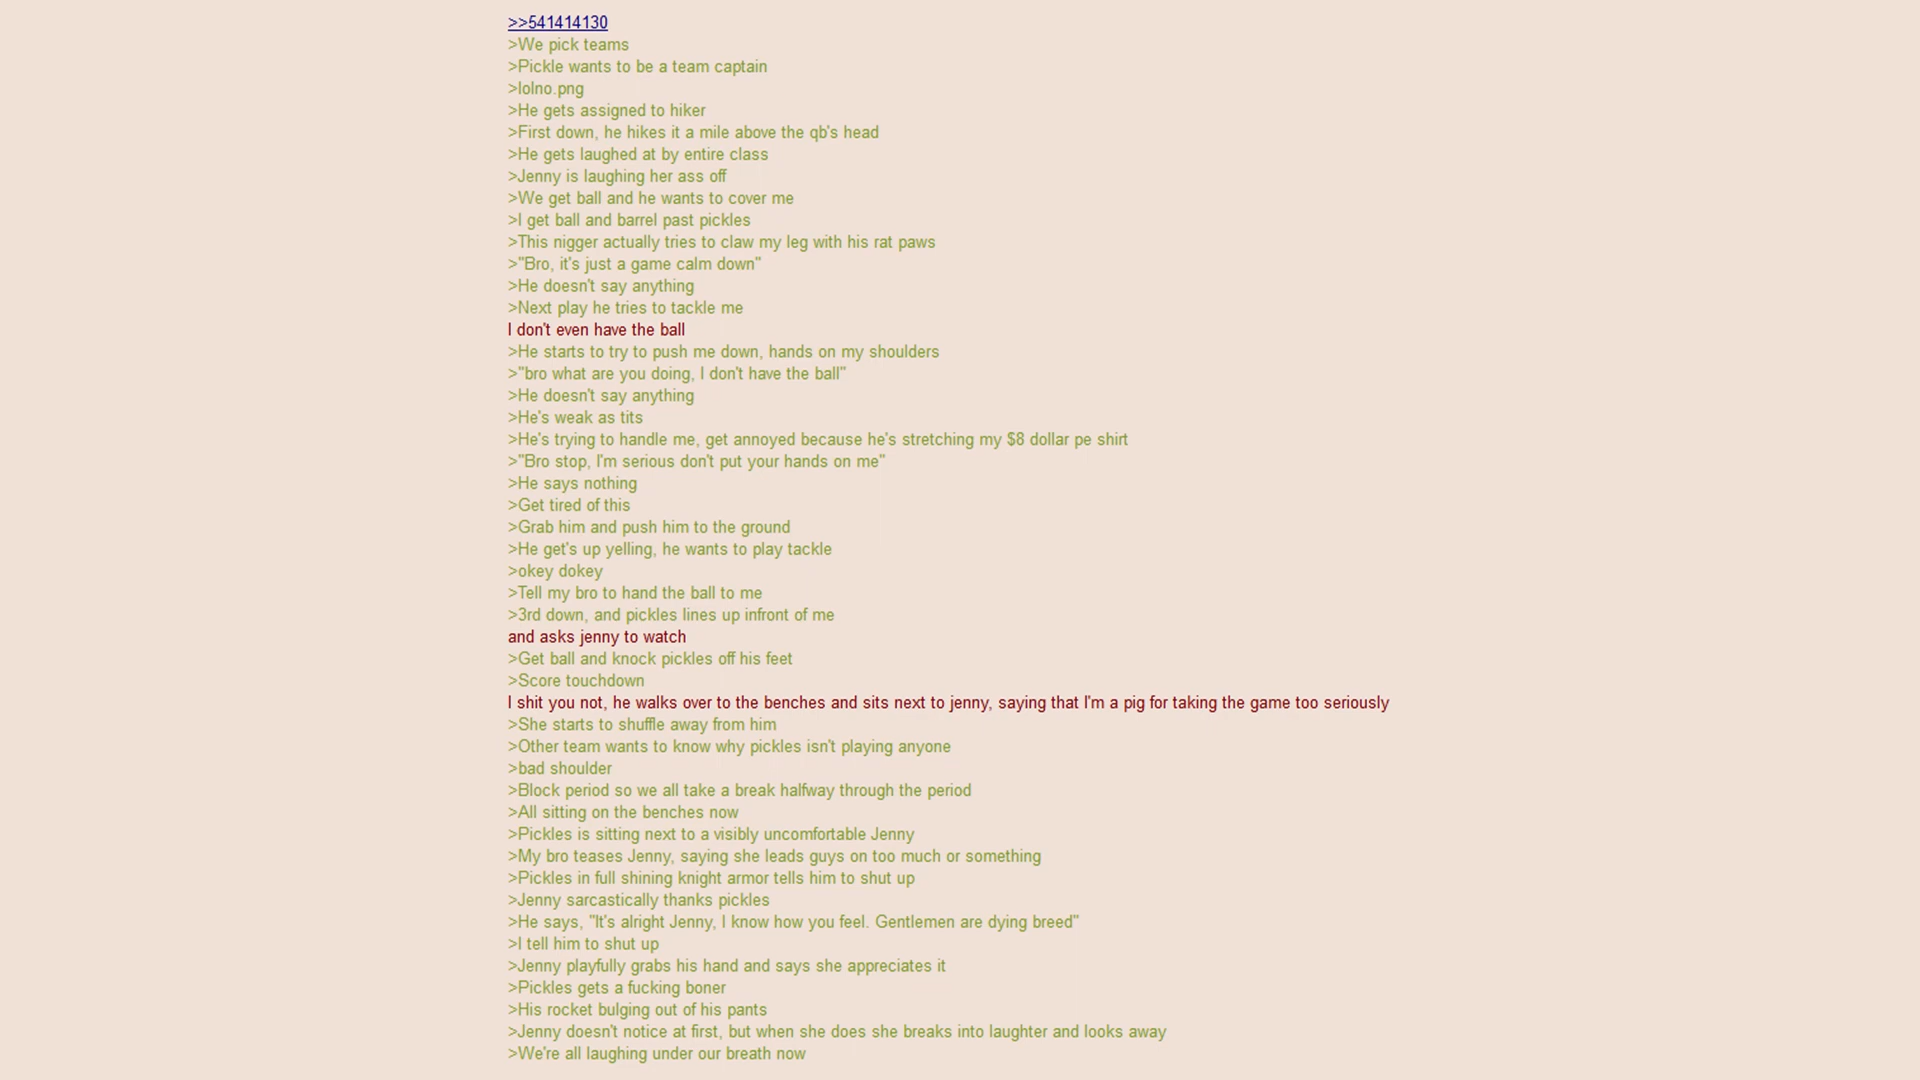 >>541414130
>We pick teams
>Pickle wants to be a team captain
>lolno.png
>He gets assigned to hiker
>First down, he hikes it a mile above the qb's head
>He gets laughed at by entire class
>Jenny is laughing her ass off
>We get ball and he wants to cover me
>I get ball and barrel past pickles
>This nigger actually tries to claw my leg with his rat paws
>"Bro, it's just a game calm down"
>He doesn't say anything
>Next play he tries to tackle me
I don't even have the ball
>He starts to try to push me down, hands on my shoulders
>"bro what are you doing, I don't have the ball"
>He doesn't say anything
>He's weak as tits
>He's trying to handle me, get annoyed because he's stretching my $8 dollar pe shirt
>"Bro stop, I'm serious don't put your hands on me"
>He says nothing
>Get tired of this
>Grab him and push him to the ground
>He get's up yelling, he wants to play tackle
>okey dokey
>Tell my bro to hand the ball to me
>3rd down, and pickles lines up infront of me
and asks jenny to watch
>Get ball and knock pickles off his feet
>Score touchdown
I shit you not, he walks over to the benches and sits next to jenny, saying that I'm a pig for taking the game too seriously
>She starts to shuffle away from him
>Other team wants to know why pickles isn't playing anyone
>bad shoulder
>Block period so we all take a break halfway through the period
>All sitting on the benches now
>Pickles is sitting next to a visibly uncomfortable Jenny
>My bro teases Jenny, saying she leads guys on too much or something
>Pickles in full shining knight armor tells him to shut up
>Jenny sarcastically thanks pickles
>He says, "It's alright Jenny, I know how you feel. Gentlemen are dying breed"
>I tell him to shut up
>Jenny playfully grabs his hand and says she appreciates it
>Pickles gets a fucking boner
>His rocket bulging out of his pants
>Jenny doesn't notice at first, but when she does she breaks into laughter and looks away
>We're all laughing under our breath now